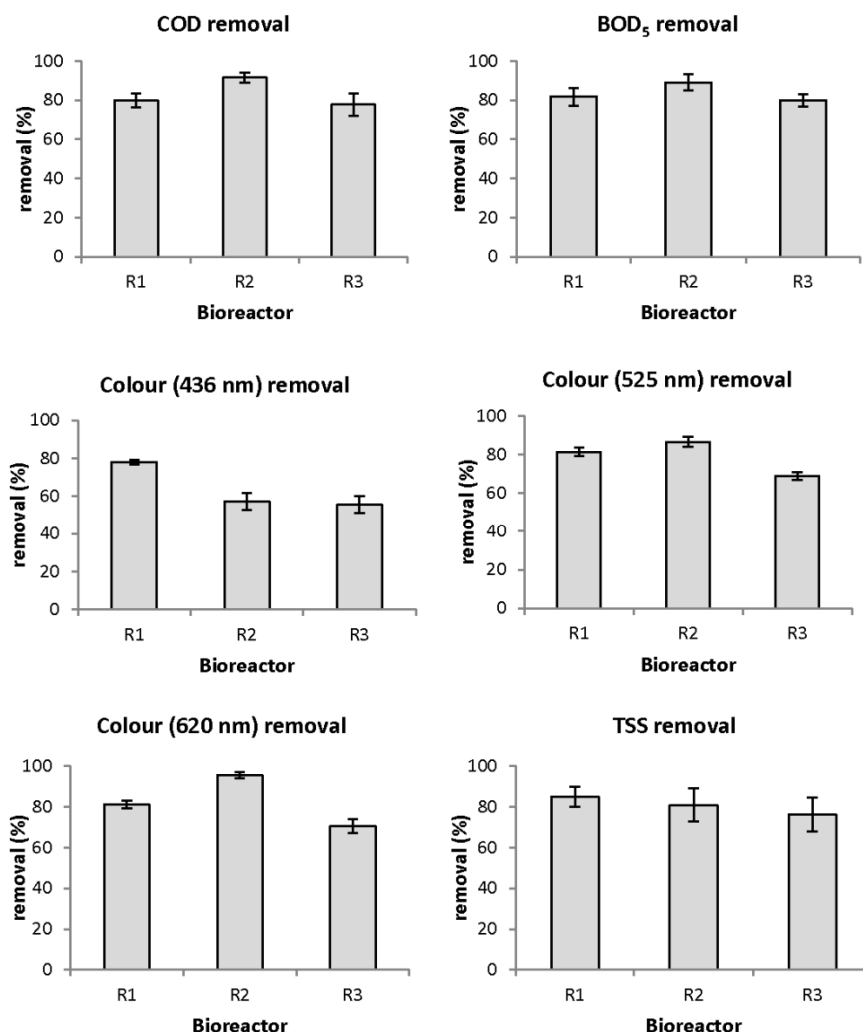 COD removal
removal (%)
100
80
60
40
20
0
R1 R2 R3
Bioreactor
BOD₅ removal
removal (%)
100
80
60
40
20
0
R1 R2 R3
Bioreactor
Colour (436 nm) removal
removal (%)
100
80
60
40
20
0
R1 R2 R3
Bioreactor
Colour (525 nm) removal
removal (%)
100
80
60
40
20
0
R1 R2 R3
Bioreactor
Colour (620 nm) removal
removal (%)
100
80
60
40
20
0
R1 R2 R3
Bioreactor
TSS removal
removal (%)
100
80
60
40
20
0
R1 R2 R3
Bioreactor